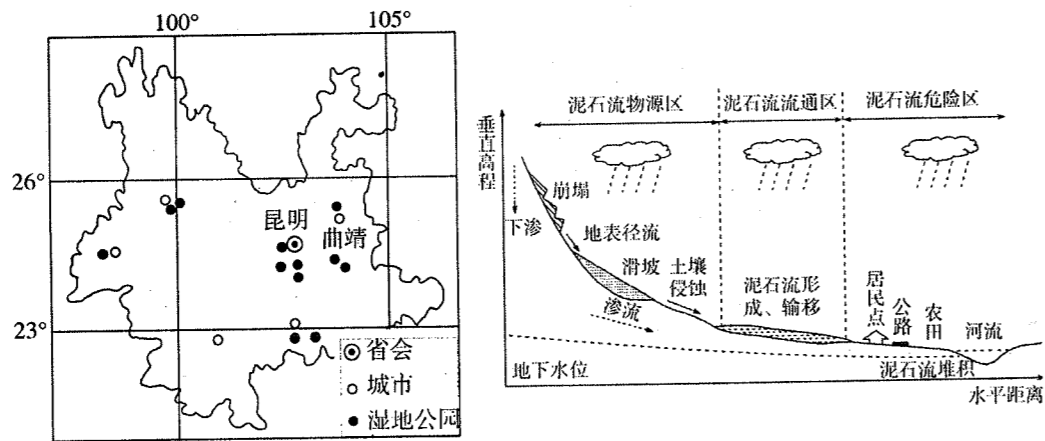 100°
105°
26°
昆明
曲靖
23°
省会
城市
湿地公园
泥石流物源区
泥石流流通区
泥石流危险区
垂直高程
崩塌
下渗
地表径流
滑坡
土壤
侵蚀
渗流
泥石流形
成、输移
居民点
公路
农田
河流
地下水位
泥石流堆积
水平距离